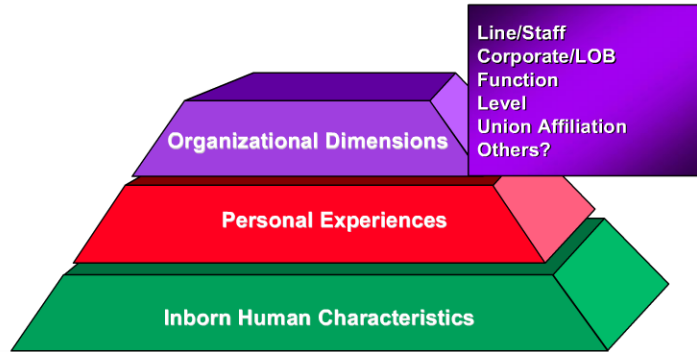 Line/Staff
Corporate/LOB
Function
Level
Union Affiliation
Others?
Organizational Dimensions
Personal Experiences
Inborn Human Characteristics